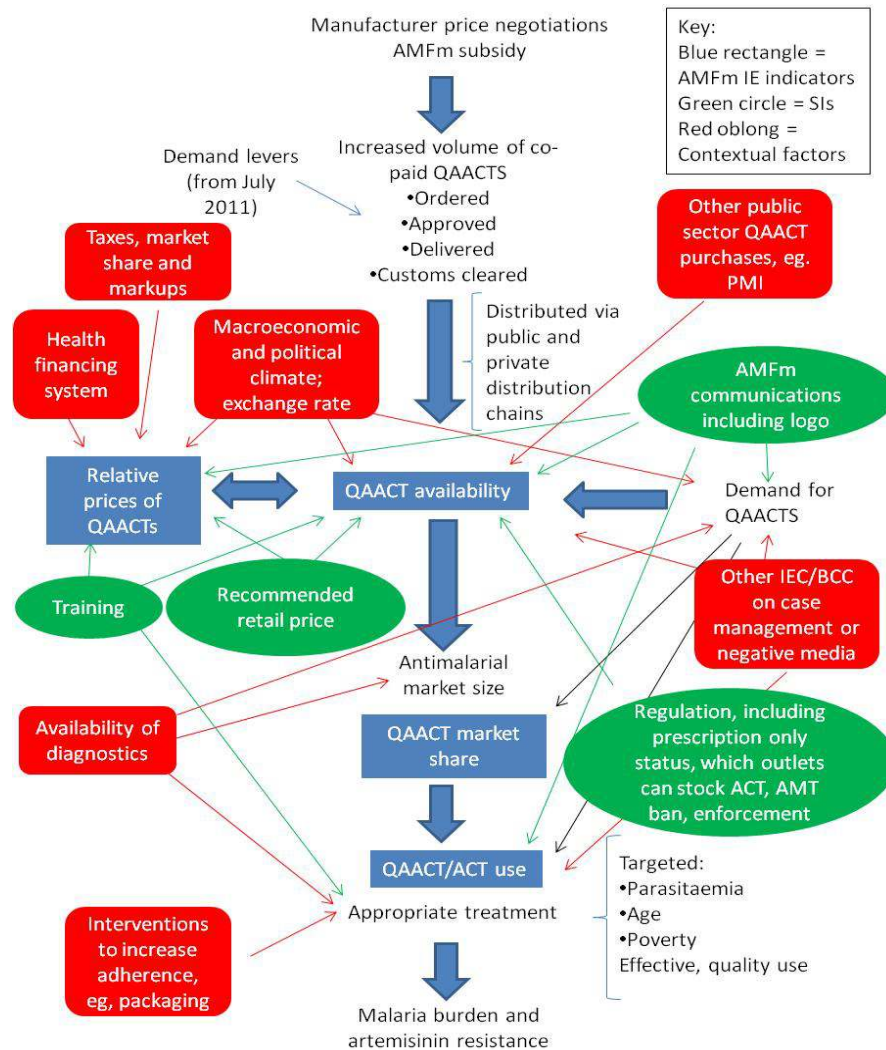 Manufacturer price negotiations
AMFm subsidy
Key:
Blue rectangle =
AMFm IE indicators
Green circle = SIs
Red oblong =
Contextual factors
Demand levers
(from July
2011)
Increased volume of co-
paid QAACTS
•Ordered
•Approved
•Delivered
•Customs cleared
Other public
sector QAACT
purchases, eg.
PMI
Taxes, market
share and
markups
Health
financing
system
Macroeconomic
and political
climate;
exchange rate
Distributed via
public and
private
distribution
chains
AMFm
communications
including logo
Relative
prices of
QAACTs
QAACT availability
Demand for
QAACTS
Training
Recommended
retail price
Other IEC/BCC
on case
management or
negative media
Antimalarial
market size
Availability of
diagnostics
QAACT market
share
Regulation, including
prescription only
status, which outlets
can stock ACT, AMT
ban, enforcement
QAACT/ACT use
Appropriate treatment
Targeted:
•Parasitaemia
•Age
•Poverty
Effective, quality use
Interventions
to increase
adherence,
eg, packaging
Malaria burden and
artemisinin resistance